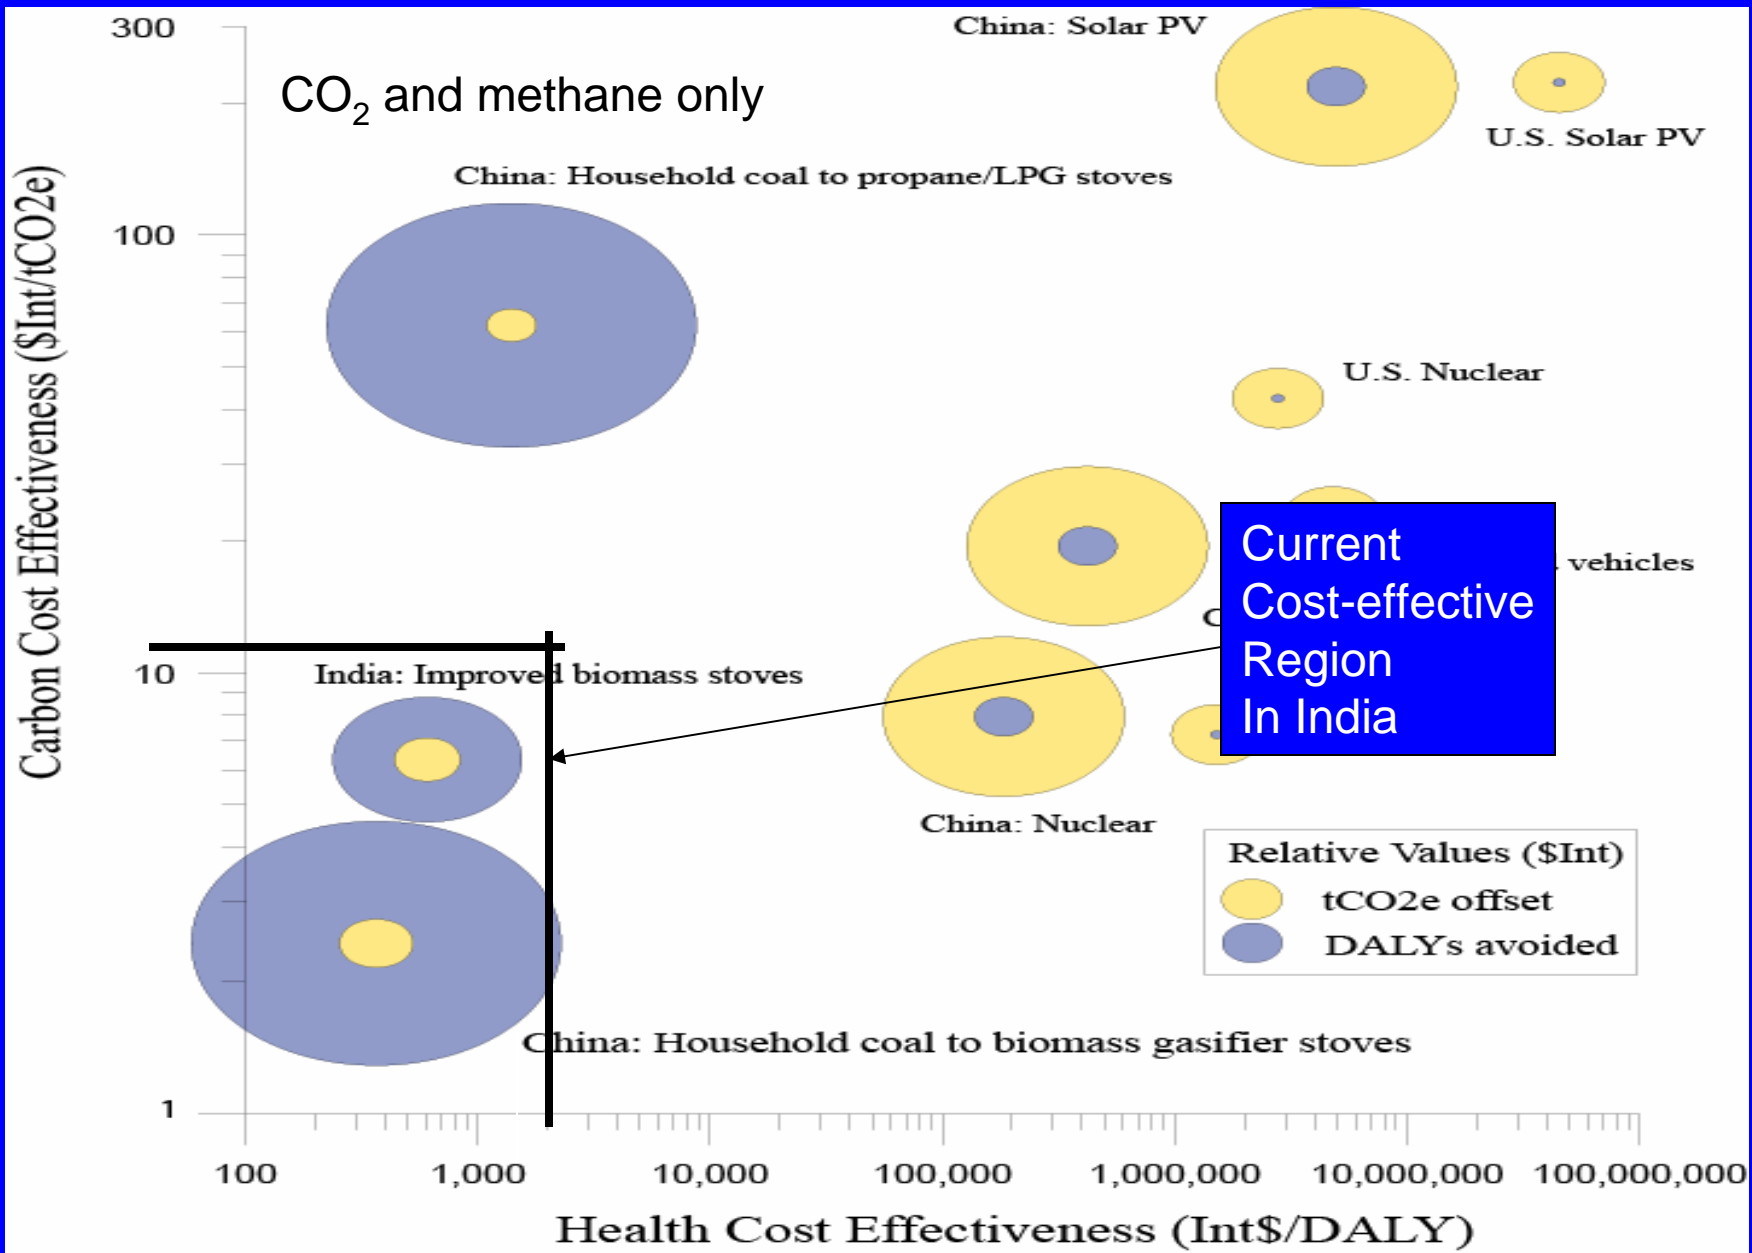 300
China: Solar PV
CO2 and methane only
U.S. Solar PV
China: Household coal to propane/LPG stoves
100
Carbon Cost Effectiveness ($Int/tCO2e)
U.S. Nuclear
Current
Cost-effective
Region
In India
vehicles
10
India: Improved biomass stoves
China: Nuclear
Relative Values ($Int)
tCO2e offset
DALYs avoided
China: Household coal to biomass gasifier stoves
1
100 1,000 10,000 100,000 1,000,000 10,000,000 100,000,000
Health Cost Effectiveness (Int$/DALY)